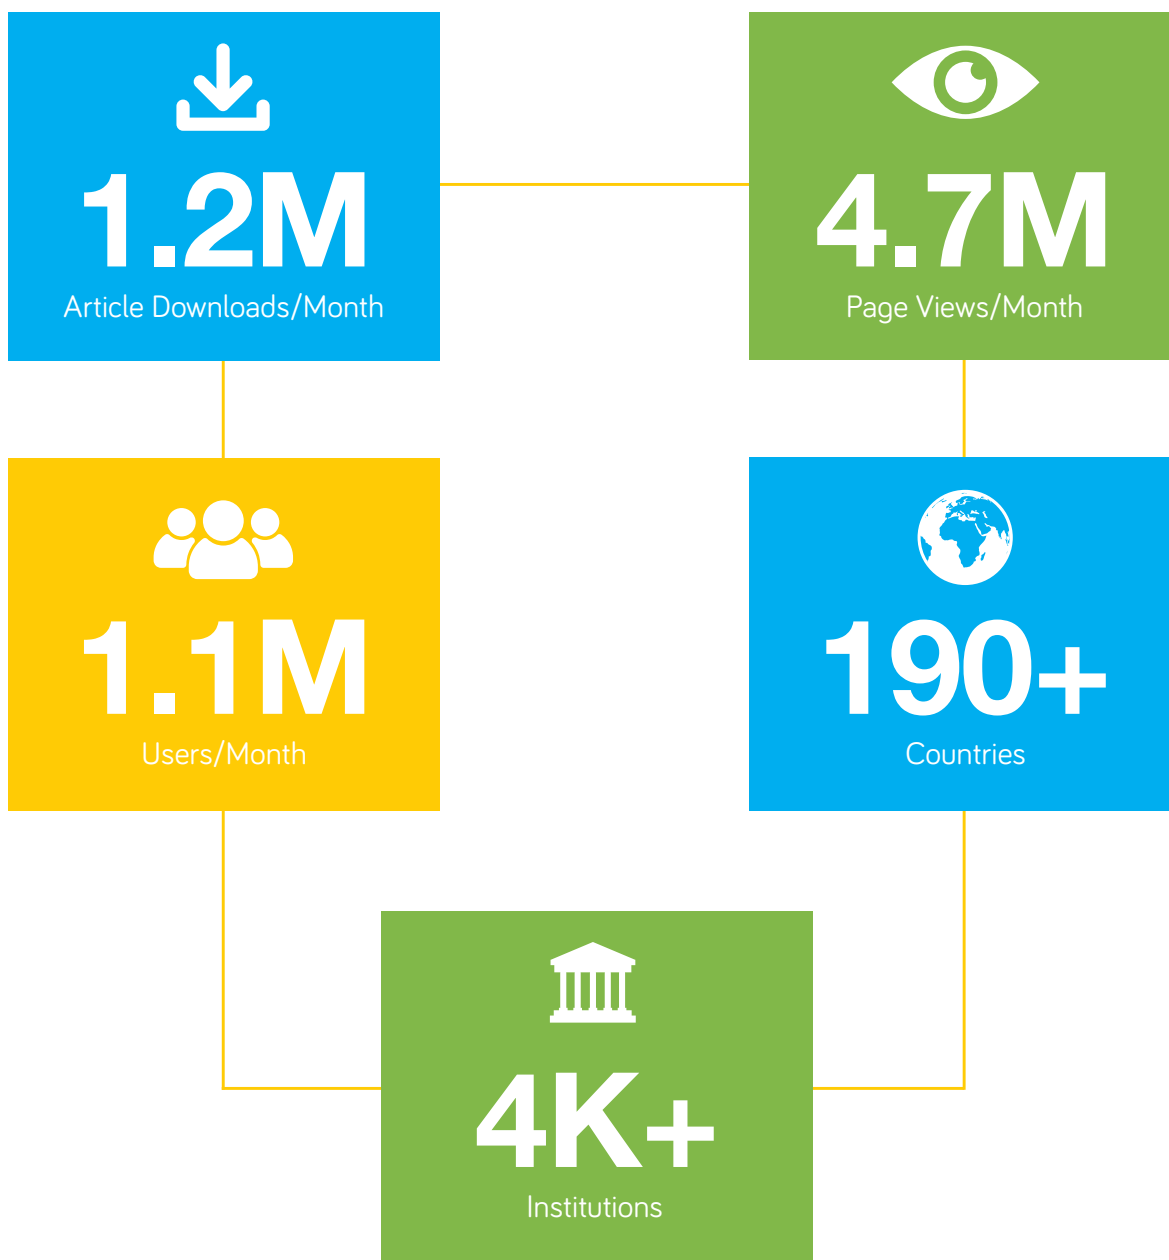 1.2M
Article Downloads/Month
4.7M
Page Views/Month
1.1M
Users/Month
190+
Countries
4K+
Institutions